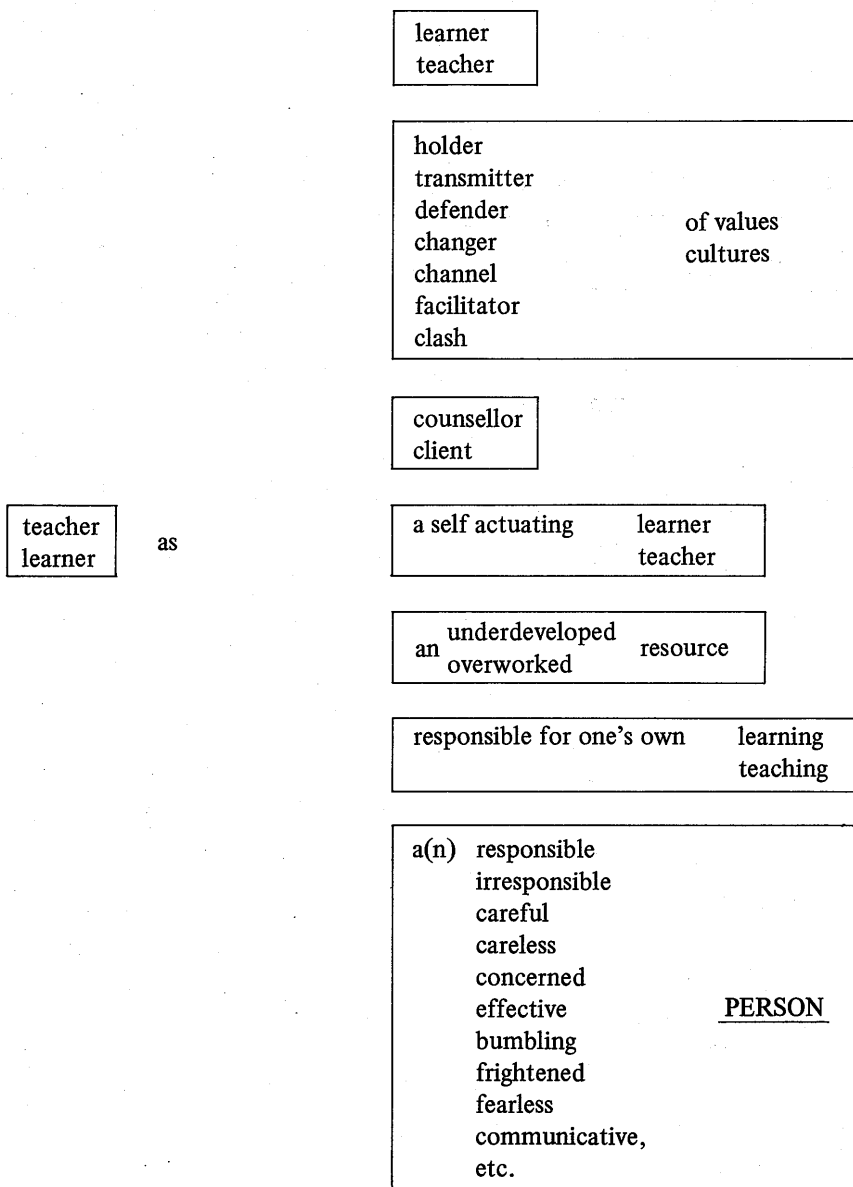 learner
teacher
holder
transmitter
defender
changer
channel
facilitator
clash
of values
cultures
counsellor
client
teacher
learner
as
a self actuating learner
teacher
an underdeveloped
overworked
resource
responsible for one's own learning
teaching
a(n) responsible
irresponsible
careful
careless
concerned
effective PERSON
bumbling
frightened
fearless
communicative,
etc.